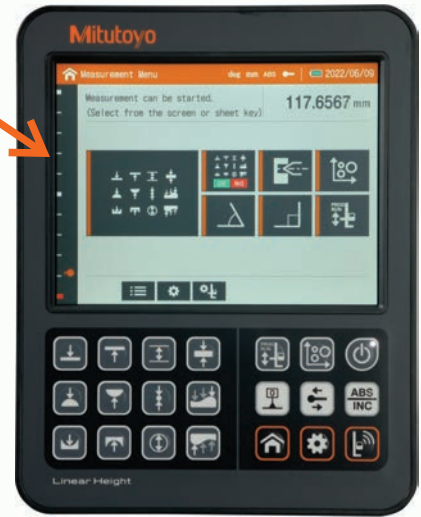 Mitutoyo
Measurement Menu deg mm ABS 2022/06/09
Measurement can be started.
(Select from the screen or sheet key)
117.6567 mm
ABS
INC
Linear Height